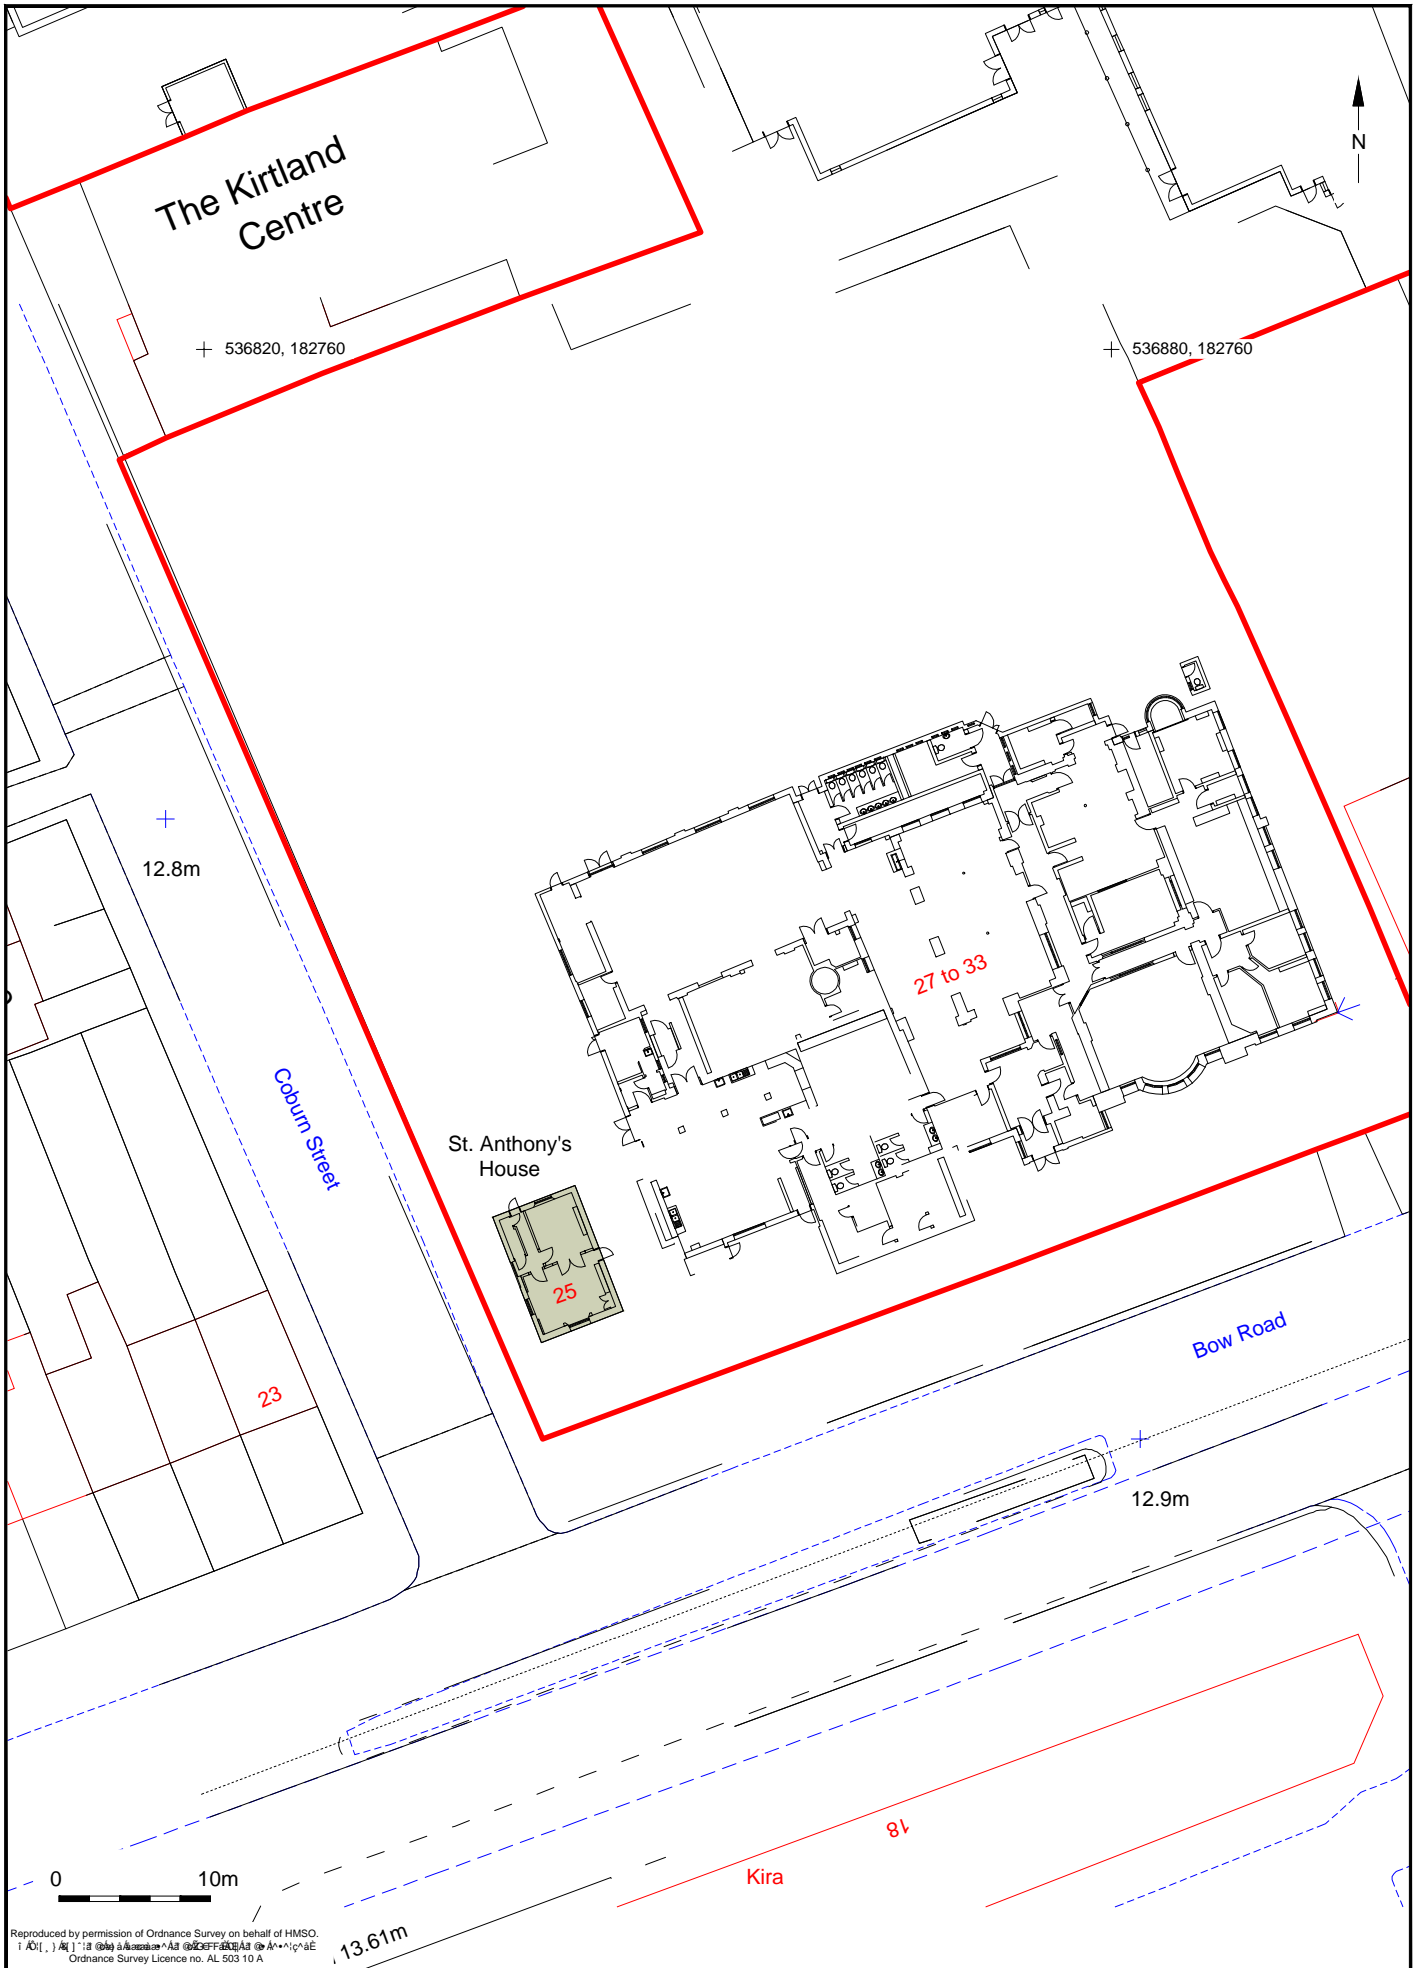 The Kirtland
Centre
N
536820, 182760
536880, 182760
12.8m
27 to 33
Coburn Street
St. Anthony's
House
25
Bow Road
23
12.9m
18
Kira
0 10m
13.61m
Reproduced by permission of Ordnance Survey on behalf of HMSO.
Ordnance Survey Licence no. AL 503 10 A